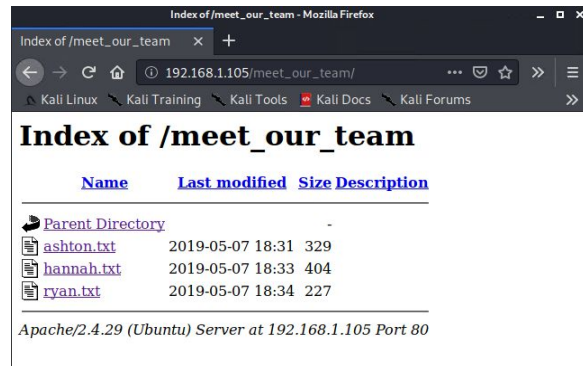 Index of /meet_our_team - Mozilla Firefox
Index of /meet_our_team
192.168.1.105/meet_our_team/
Kali Linux Kali Training Kali Tools Kali Docs Kali Forums
Index of /meet_our_team
Name Last modified Size Description
Parent Directory -
ashton.txt 2019-05-07 18:31 329
hannah.txt 2019-05-07 18:33 404
ryan.txt 2019-05-07 18:34 227
Apache/2.4.29 (Ubuntu) Server at 192.168.1.105 Port 80